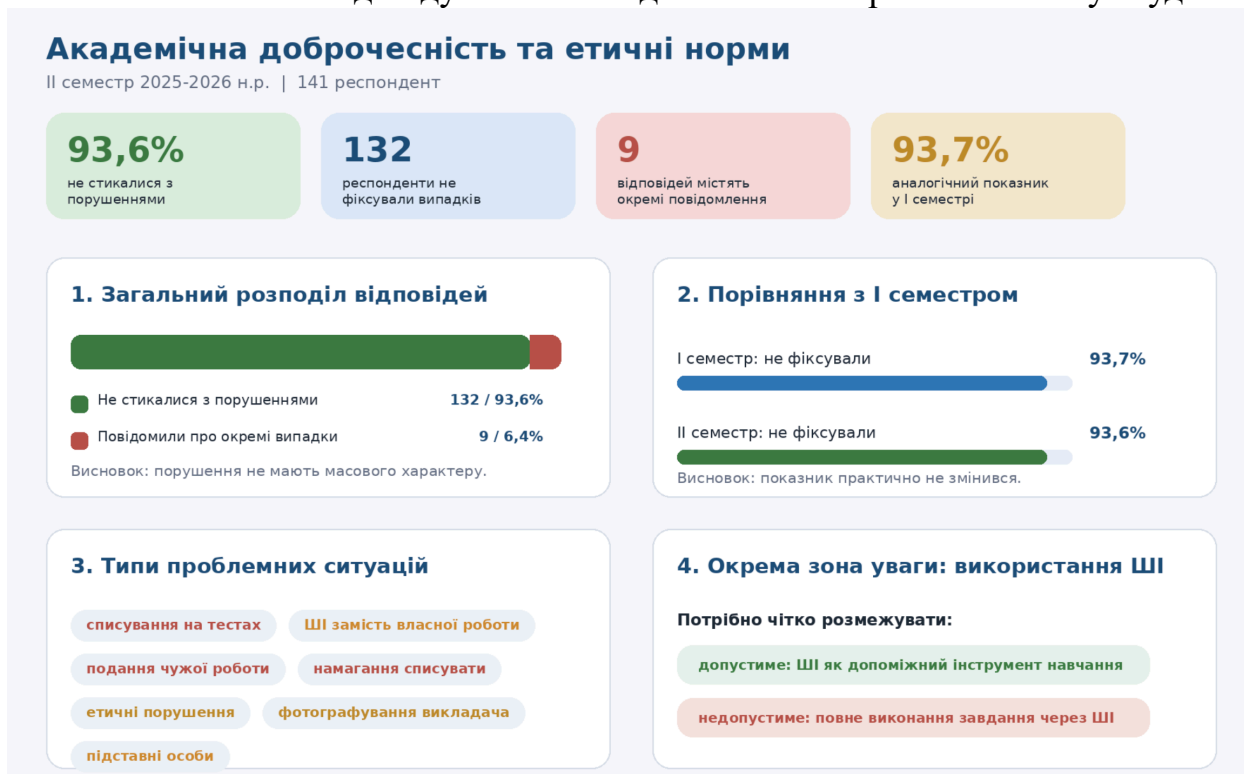 Академічна доброчесність та етичні норми
II семестр 2025-2026 н.р. | 141 респондент
93,6%
не стикалися з
порушеннями
132
респонденти не
фіксували випадків
9
відповідей містять
окремі повідомлення
93,7%
аналогічний показник
у I семестрі
1. Загальний розподіл відповідей
Не стикалися з порушеннями 132 / 93,6%
Повідомили про окремі випадки 9 / 6,4%
Висновок: порушення не мають масового характеру.
2. Порівняння з I семестром
I семестр: не фіксували 93,7%
II семестр: не фіксували 93,6%
Висновок: показник практично не змінився.
3. Типи проблемних ситуацій
списування на тестах ШІ замість власної роботи
подання чужої роботи намагання списувати
етичні порушення фотографування викладача
підставні особи
4. Окрема зона уваги: використання ШІ
Потрібно чітко розмежувати:
допустиме: ШІ як допоміжний інструмент навчання
недопустиме: повне виконання завдання через ШІ